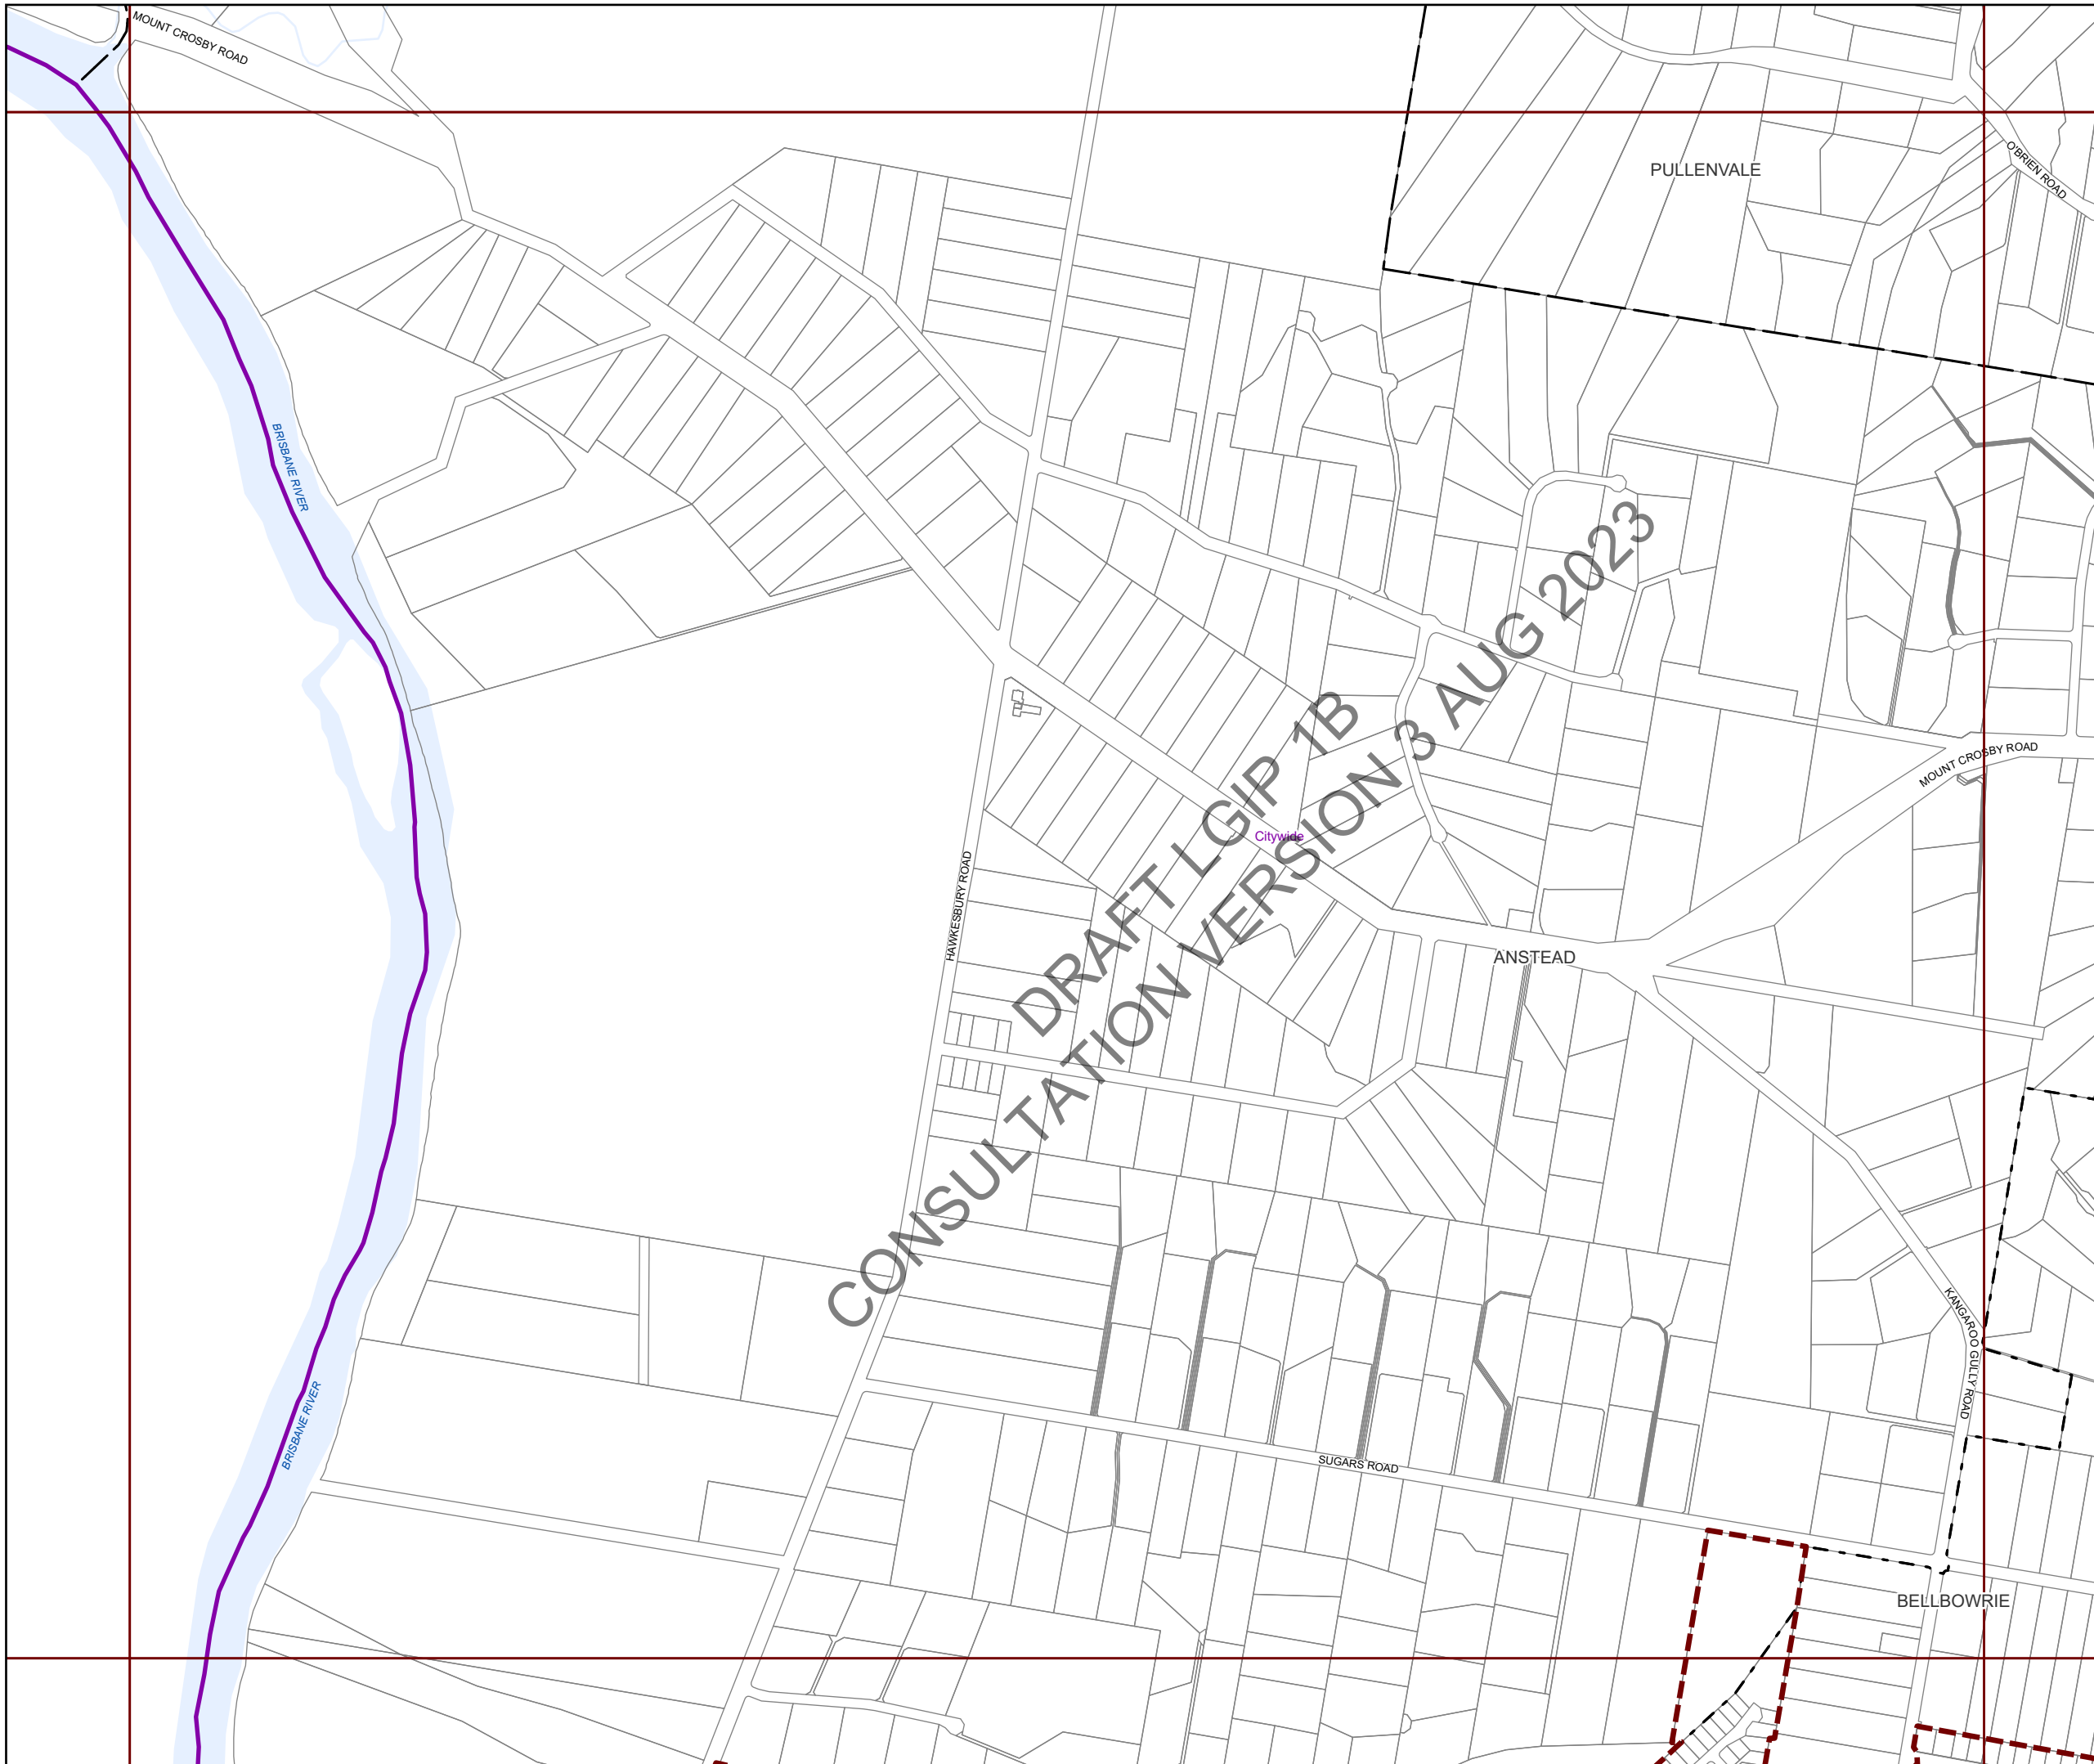 MOUNT CROSBY ROAD
PULLENVALE
O'BRIEN ROAD
BRISBANE RIVER
MOUNT CROSBY ROAD
Citywide
HAWKESBURY ROAD
ANSTEAD
DRAFT LGIP 1B
CONSULTATION VERSION 3 AUG 2023
KANGAROO GULLY ROAD
BRISBANE RIVER
SUGARS ROAD
BELLBOWRIE